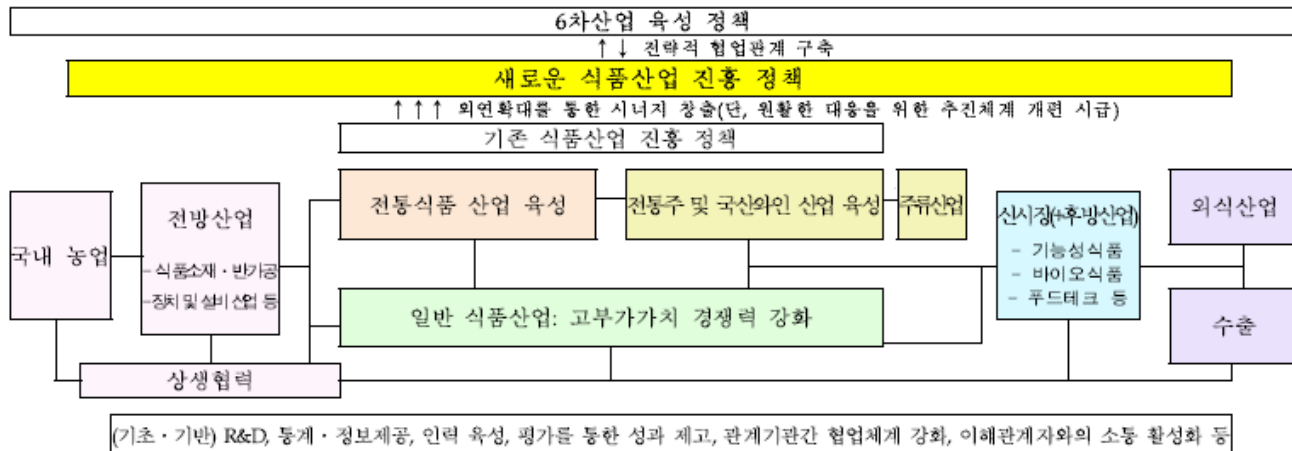 6차산업 육성 정책
↑↓ 전략적 협업관계 구축
새로운 식품산업 진흥 정책
↑↑↑ 외연확대를 통한 시너지 창출(단, 원활한 대응을 위한 추진체계 개편 시급)
기존 식품산업 진흥 정책
국내 농업
전방산업
- 식품소재・반가공
- 장치 및 설비 산업 등
전통식품 산업 육성
전통주 및 국산와인 산업 육성
주류산업
신시장(+후방산업)
- 기능성식품
- 바이오식품
- 푸드테크 등
외식산업
일반 식품산업: 고부가가치 경쟁력 강화
수출
상생협력
(기초・기반) R&D, 통계・정보제공, 인력 육성, 평가를 통한 성과 제고, 관계기관간 협업체계 강화, 이해관계자와의 소통 활성화 등